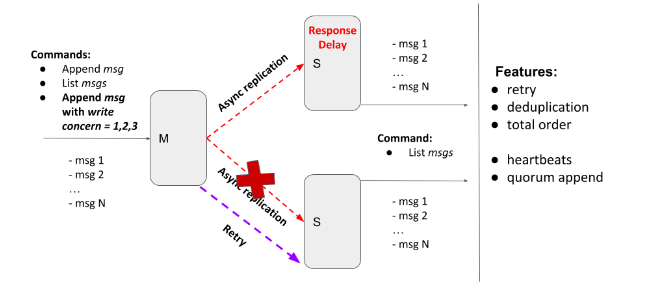 Commands:
● Append msg
● List msgs
● Append msg
with write
concern = 1,2,3
M
- msg 1
- msg 2
...
- msg N
Async replication
Response
Delay
S
- msg 1
- msg 2
...
- msg N
Command:
● List msgs
Async replication
Retry
S
- msg 1
- msg 2
...
- msg N
Features:
● retry
● deduplication
● total order
● heartbeats
● quorum append